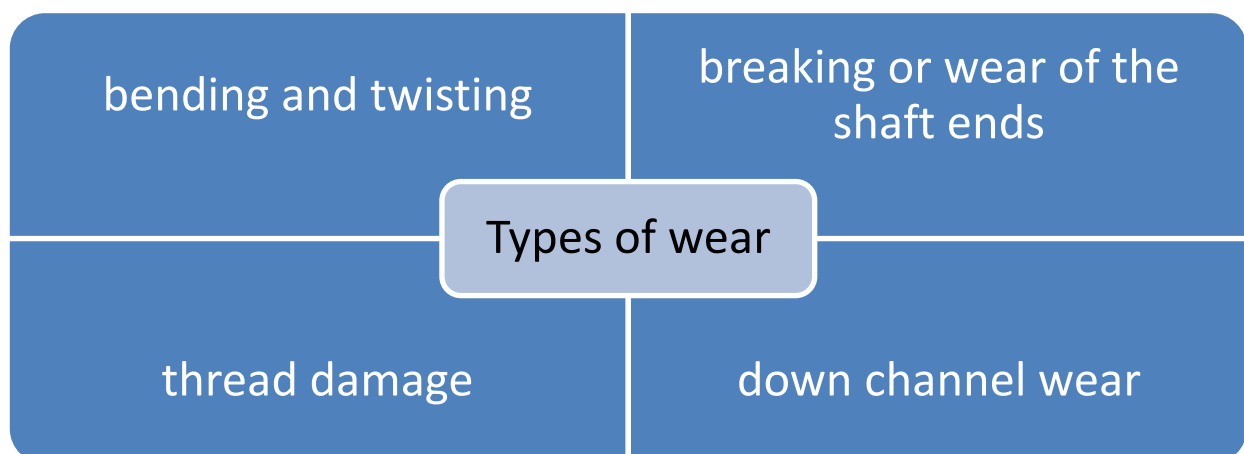 bending and twisting
breaking or wear of the
shaft ends
Types of wear
thread damage
down channel wear